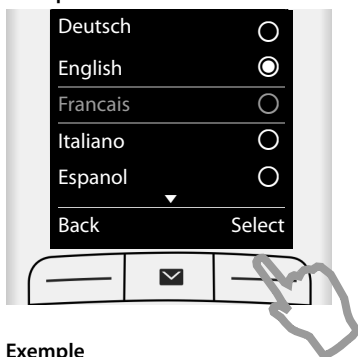 Deutsch
English
Francais
Italiano
Espanol
Back Select
Exemple